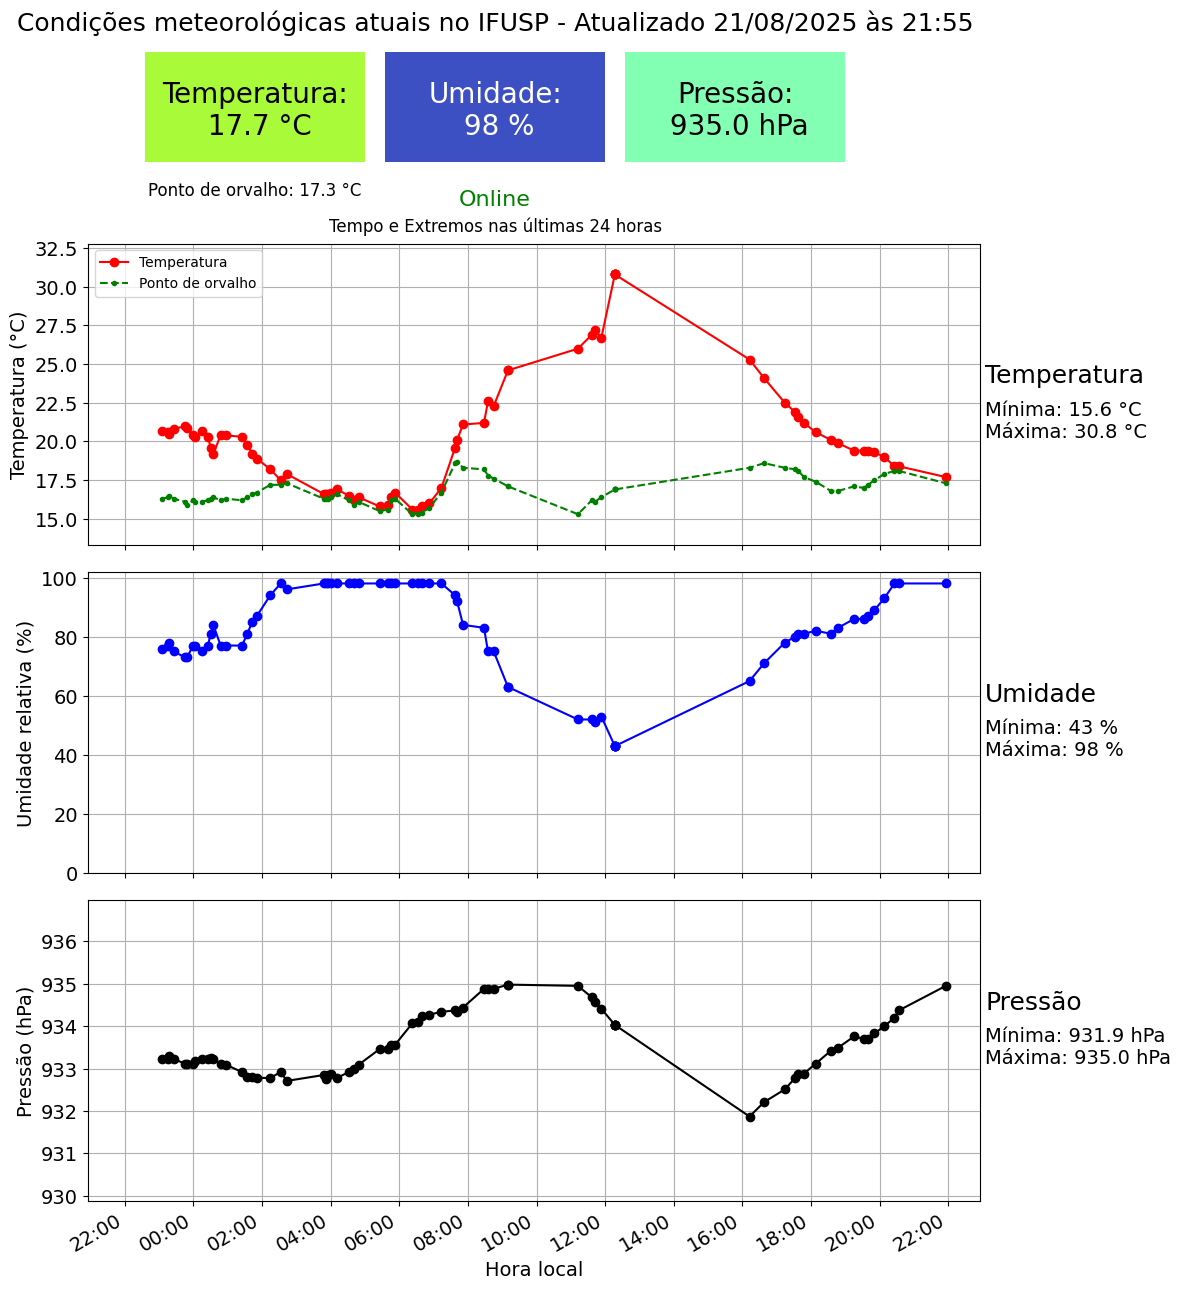 Condições meteorológicas atuais no IFUSP - Atualizado 21/08/2025 às 21:55
Temperatura:
17.7 °C
Umidade:
98 %
Pressão:
935.0 hPa
Ponto de orvalho: 17.3 °C
Online
Tempo e Extremos nas últimas 24 horas
Temperatura (°C)
32.5
30.0
27.5
25.0
22.5
20.0
17.5
15.0
Temperatura
Ponto de orvalho
Temperatura
Mínima: 15.6 °C
Máxima: 30.8 °C
Umidade relativa (%)
100
80
60
40
20
0
Umidade
Mínima: 43 %
Máxima: 98 %
Pressão (hPa)
936
935
934
933
932
931
930
Pressão
Mínima: 931.9 hPa
Máxima: 935.0 hPa
22:00 00:00 02:00 04:00 06:00 08:00 10:00 12:00 14:00 16:00 18:00 20:00 22:00
Hora local